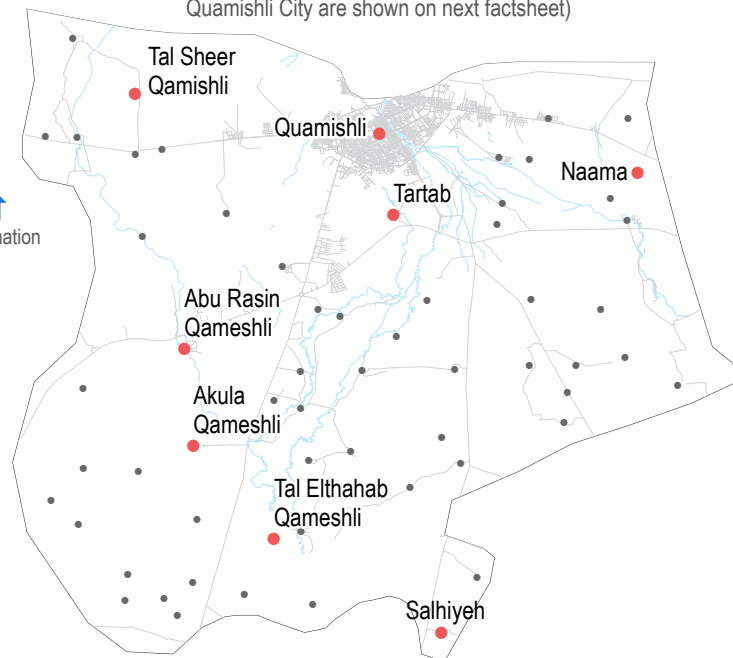 Quamishli City are shown on next factsheet)
Tal Sheer
Qamishli
Quamishli
Naama
Tartab
Abu Rasin
Qameshli
Akula
Qameshli
Tal Elthahab
Qameshli
Salhiyeh